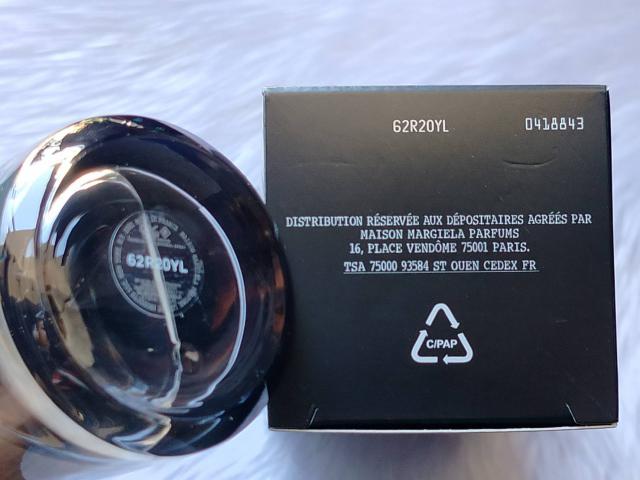 62R20YL
0418843
DISTRIBUTION RÉSERVÉE AUX DÉPOSITAIRES AGRÉÉS PAR
MAISON MARGIELA PARFUMS
16, PLACE VENDÔME 75001 PARIS.
TSA 75000 93584 ST OUEN CEDEX FR
C/PAP
62R20YL